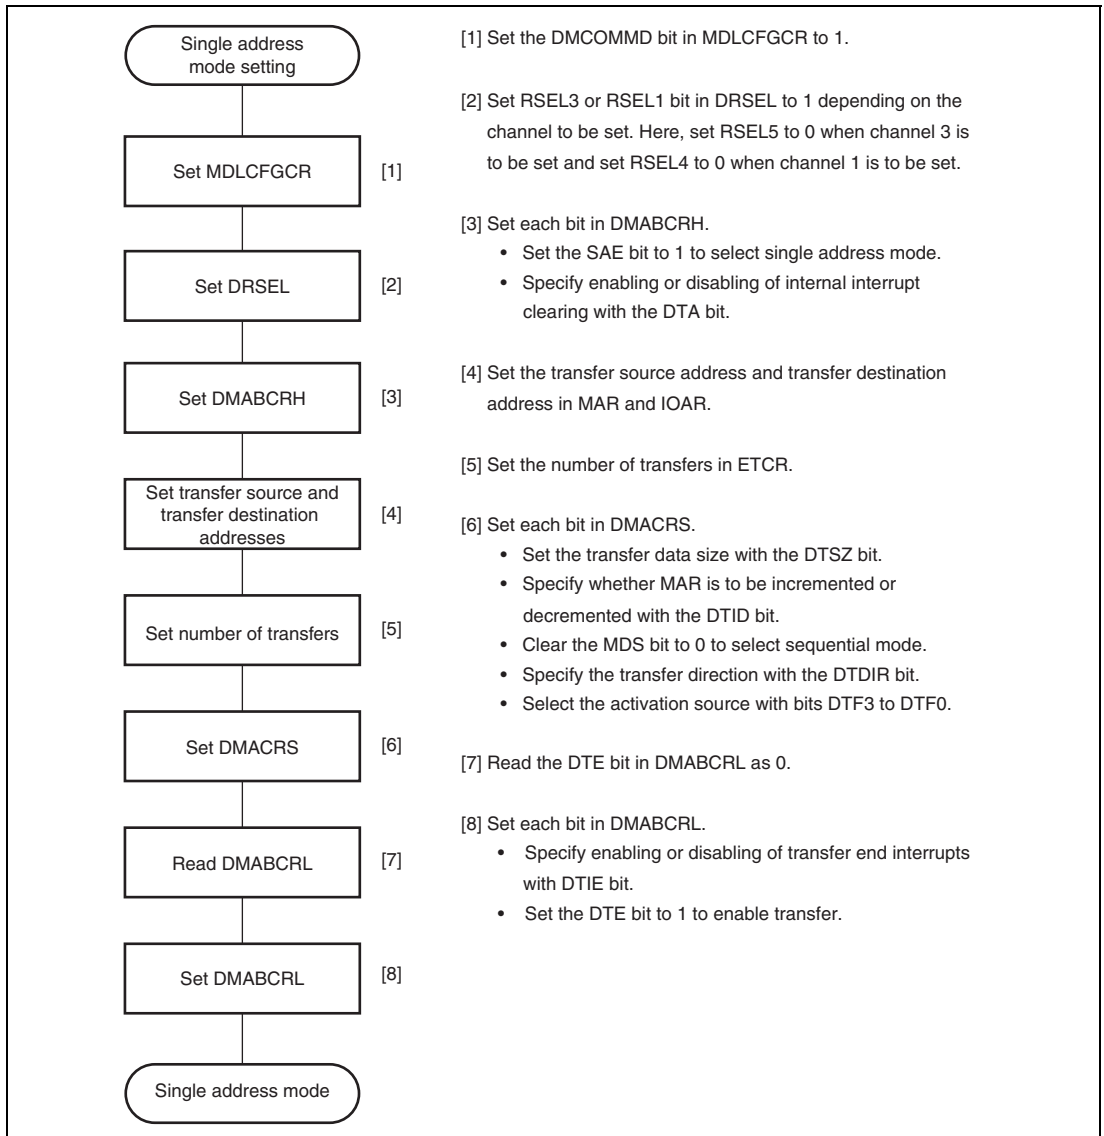 Single address
mode setting
Set MDLCFGCR
[1]
Set DRSEL
[2]
Set DMABCRH
[3]
Set transfer source and
transfer destination
addresses
[4]
Set number of transfers
[5]
Set DMACRS
[6]
Read DMABCRL
[7]
Set DMABCRL
[8]
Single address mode
[1] Set the DMCOMMD bit in MDLCFGCR to 1.
[2] Set RSEL3 or RSEL1 bit in DRSEL to 1 depending on the
channel to be set. Here, set RSEL5 to 0 when channel 3 is
to be set and set RSEL4 to 0 when channel 1 is to be set.
[3] Set each bit in DMABCRH.
• Set the SAE bit to 1 to select single address mode.
• Specify enabling or disabling of internal interrupt
clearing with the DTA bit.
[4] Set the transfer source address and transfer destination
address in MAR and IOAR.
[5] Set the number of transfers in ETCR.
[6] Set each bit in DMACRS.
• Set the transfer data size with the DTSZ bit.
• Specify whether MAR is to be incremented or
decremented with the DTID bit.
• Clear the MDS bit to 0 to select sequential mode.
• Specify the transfer direction with the DTDIR bit.
• Select the activation source with bits DTF3 to DTF0.
[7] Read the DTE bit in DMABCRL as 0.
[8] Set each bit in DMABCRL.
• Specify enabling or disabling of transfer end interrupts
with DTIE bit.
• Set the DTE bit to 1 to enable transfer.